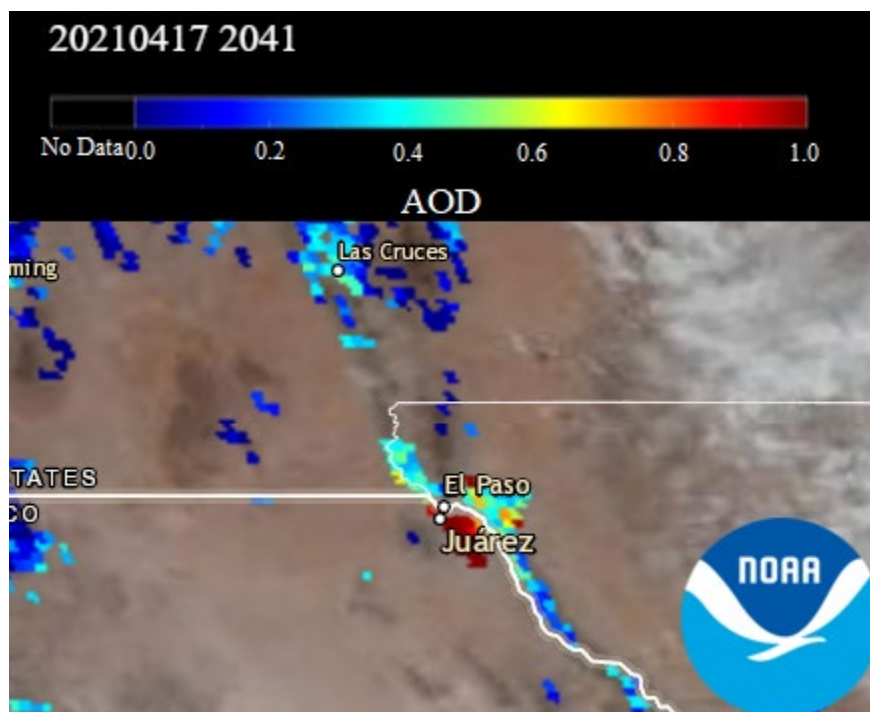 20210417 2041
No Data 0.0 0.2 0.4 0.6 0.8 1.0
AOD
Las Cruces
ming
TATES
El Paso
CO
Juárez
NOAA